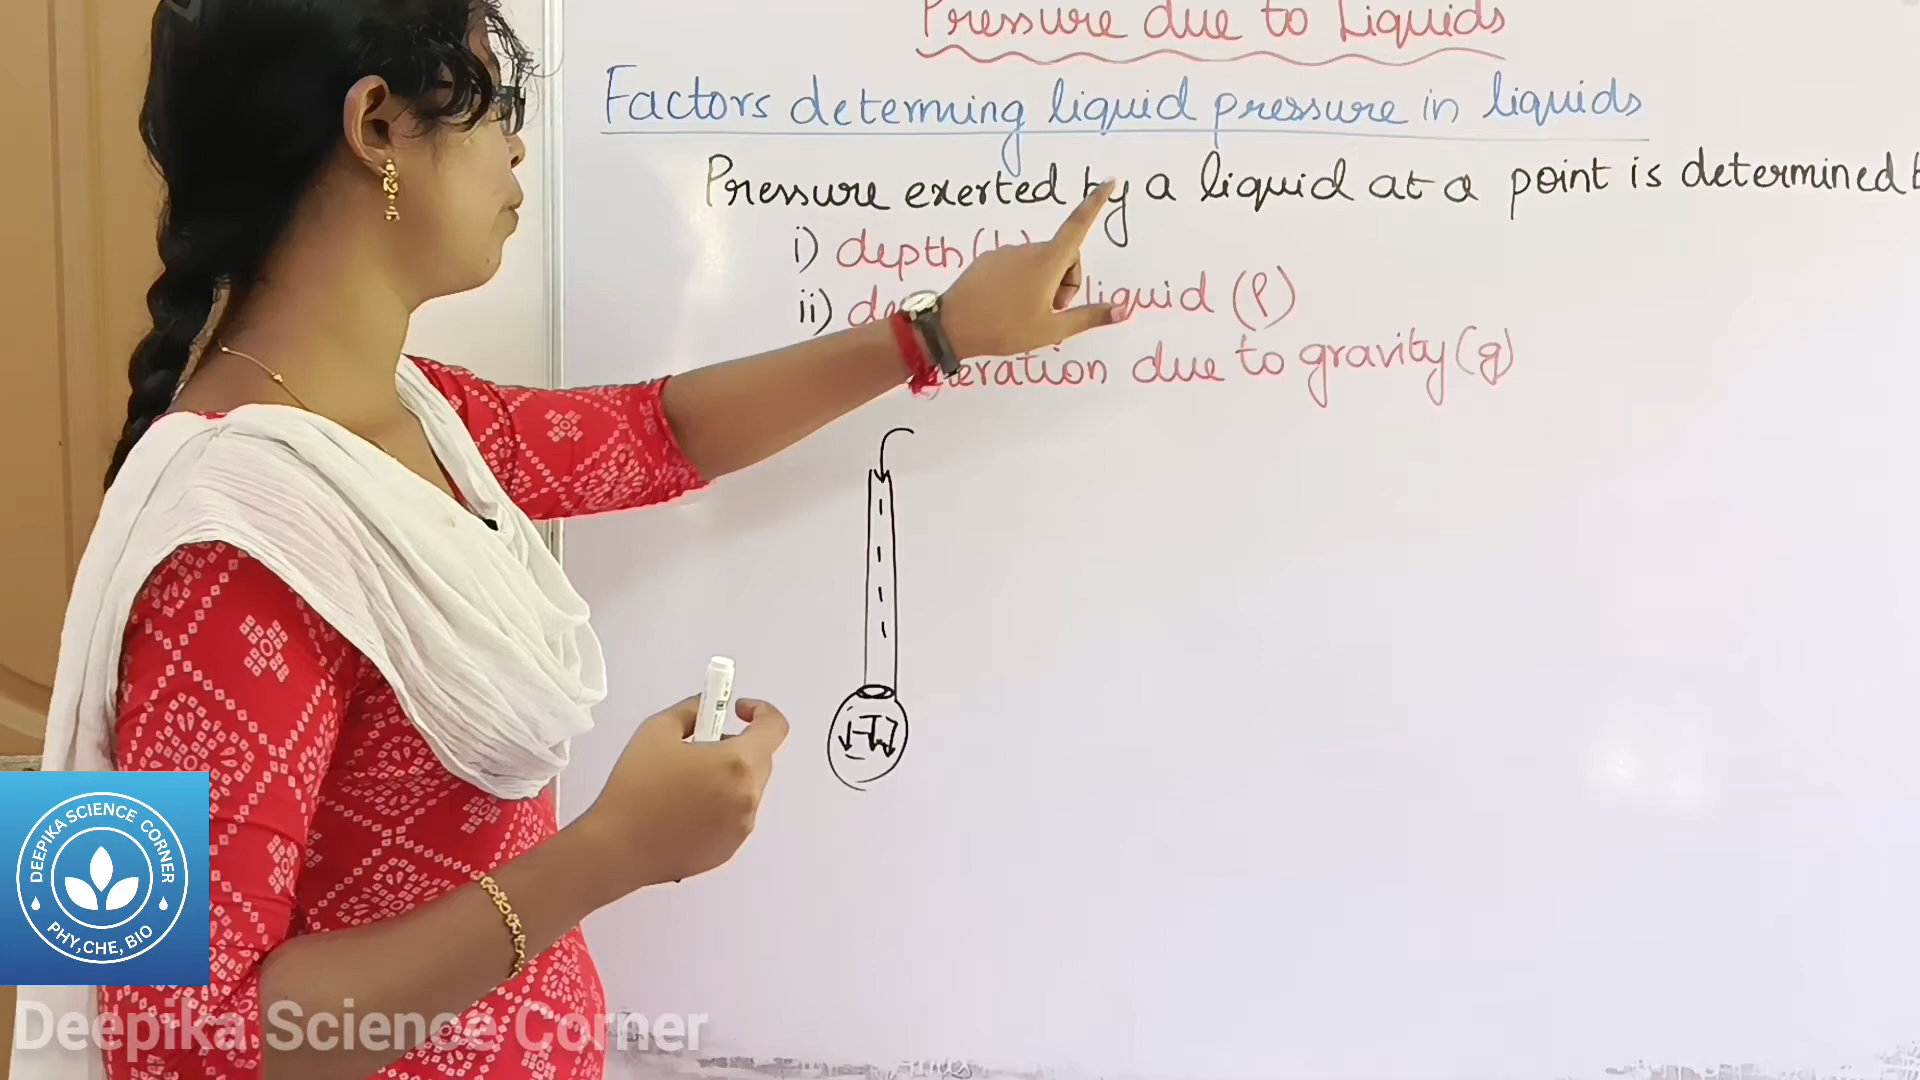 Pressure due to Liquids
Factors determing liquid pressure in liquids
Pressure exerted by a liquid at a point is determined
i) depth(h)
ii) liquid (ρ)
due to gravity(g)
DEEPIKA SCIENCE CORNER
PHY,CHE, BIO
Deepika Science Corner